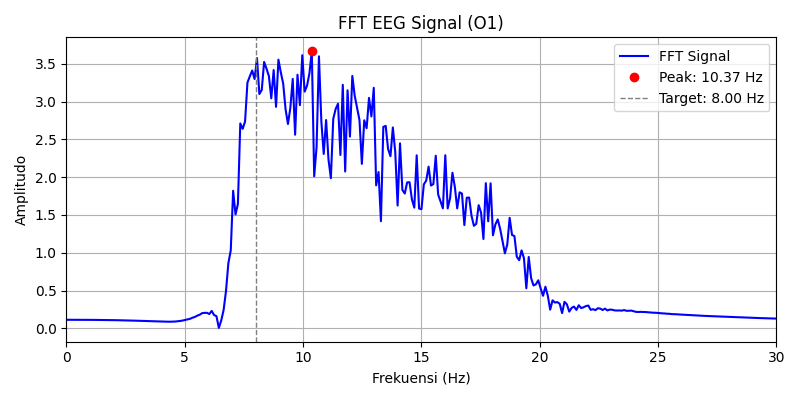 FFT EEG Signal (O1)
FFT Signal
Peak: 10.37 Hz
Target: 8.00 Hz
Amplitudo
3.5
3.0
2.5
2.0
1.5
1.0
0.5
0.0
0 5 10 15 20 25 30
Frekuensi (Hz)